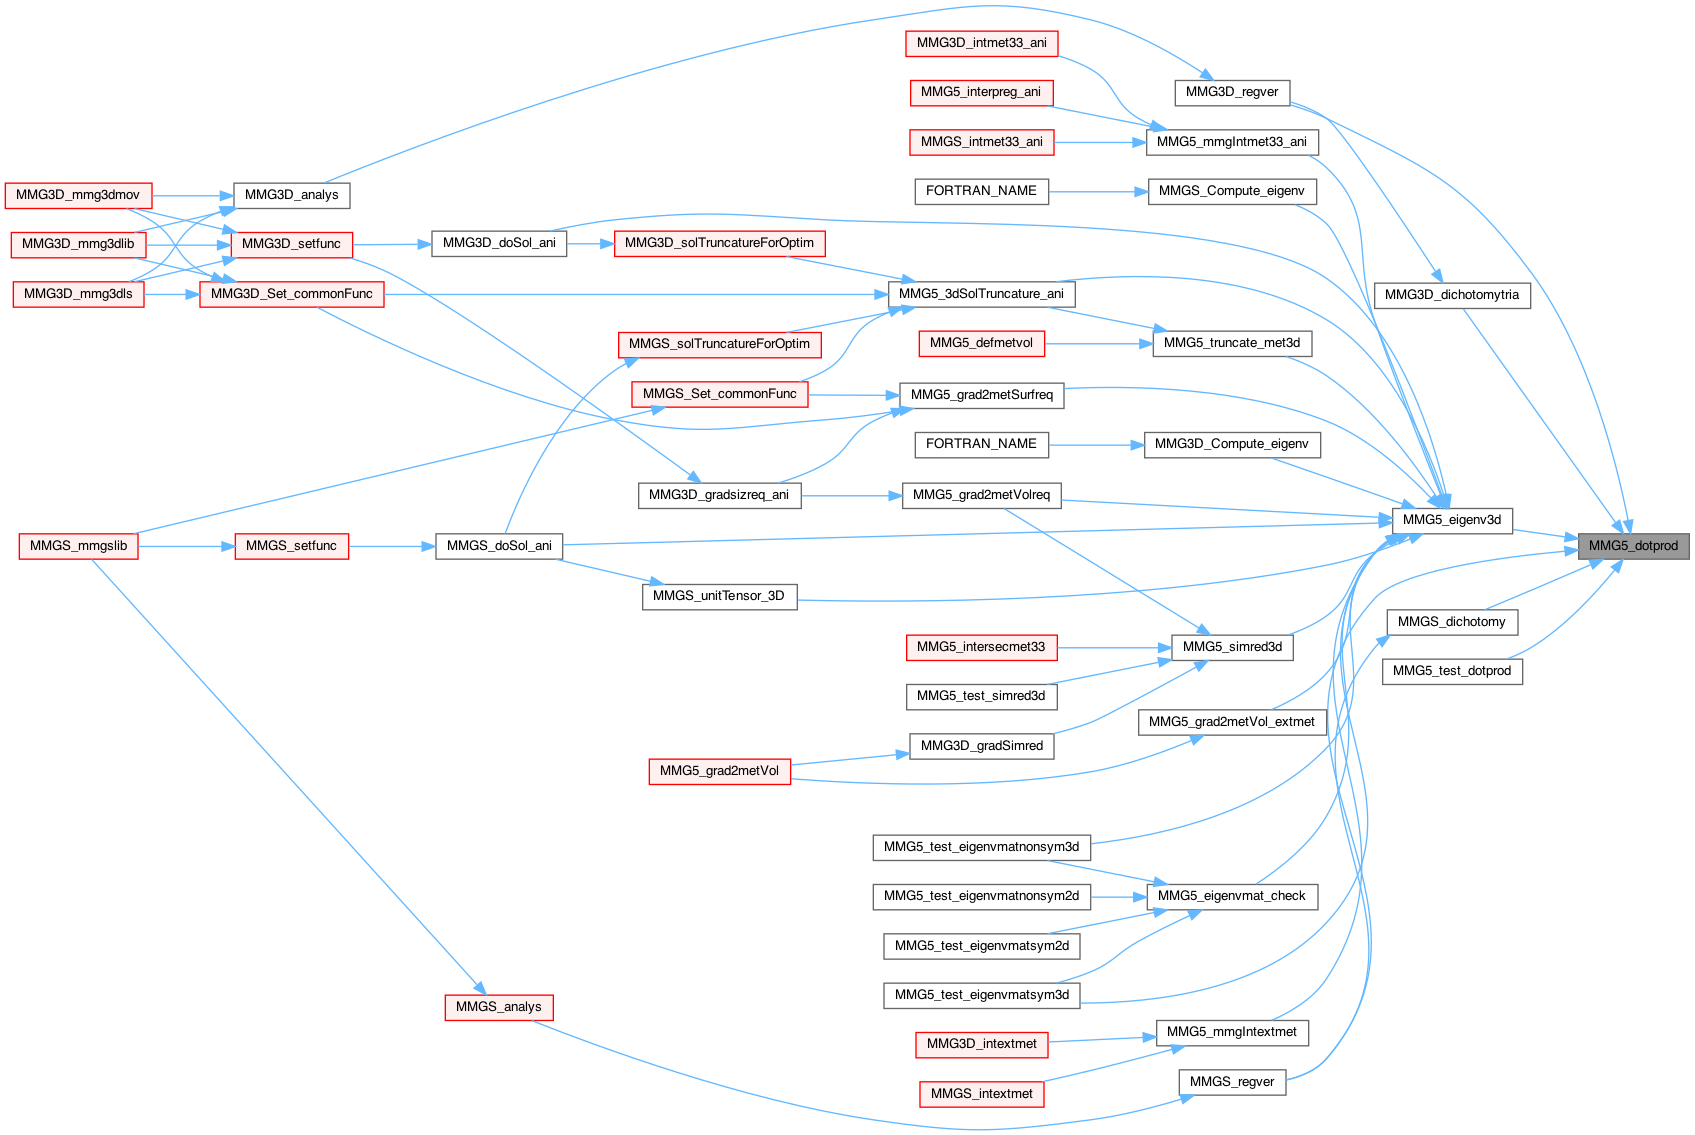 MMG3D_intmet33_ani
MMG5_interpreg_ani
MMG3D_regver
MMGS_intmet33_ani
MMG5_mmgIntmet33_ani
FORTRAN_NAME
MMGS_Compute_eigenv
MMG3D_mmg3dmov
MMG3D_analys
MMG3D_mmg3dlib
MMG3D_setfunc
MMG3D_doSol_ani
MMG3D_solTruncatureForOptim
MMG3D_mmg3dls
MMG3D_Set_commonFunc
MMG5_3dSolTruncature_ani
MMG3D_dichotomytria
MMGS_solTruncatureForOptim
MMG5_defmetvol
MMG5_truncate_met3d
MMGS_Set_commonFunc
MMG5_grad2metSurfreq
FORTRAN_NAME
MMG3D_Compute_eigenv
MMG3D_gradsizreq_ani
MMG5_grad2metVolreq
MMG5_eigenv3d
MMGS_mmgslib
MMGS_setfunc
MMGS_doSol_ani
MMG5_dotprod
MMGS_unitTensor_3D
MMGS_dichotomy
MMG5_intersecmet33
MMG5_simred3d
MMG5_test_dotprod
MMG5_test_simred3d
MMG5_grad2metVol_extmet
MMG3D_gradSimred
MMG5_grad2metVol
MMG5_test_eigenvmatnonsym3d
MMG5_test_eigenvmatnonsym2d
MMG5_eigenvmat_check
MMG5_test_eigenvmatsym2d
MMG5_test_eigenvmatsym3d
MMGS_analys
MMG5_mmgIntextmet
MMG3D_intextmet
MMGS_regver
MMGS_intextmet